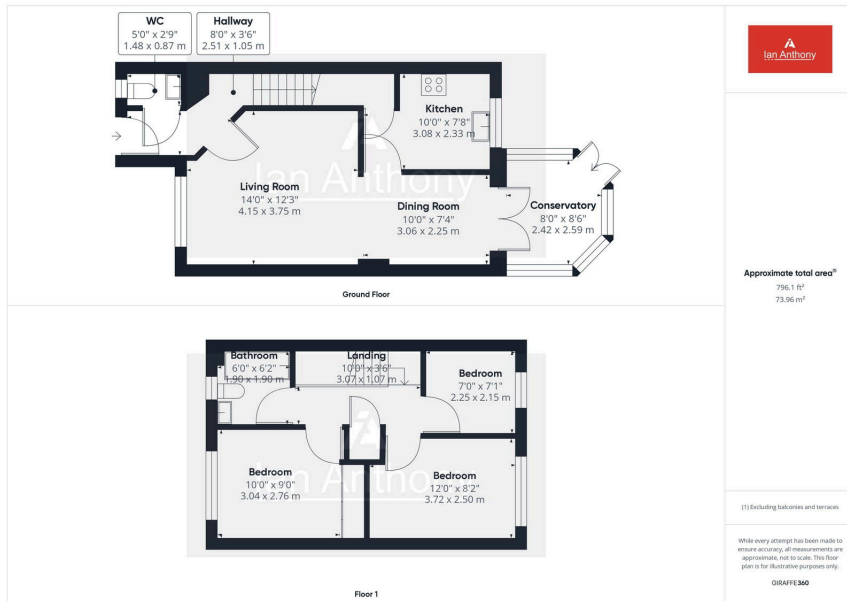 WC
5'0" x 2'9"
1.48 x 0.87 m
Hallway
8'0" x 3'6"
2.51 x 1.05 m
Kitchen
10'0" x 7'8"
3.08 x 2.33 m
Living Room
14'0" x 12'3"
4.15 x 3.75 m
Dining Room
10'0" x 7'4"
3.06 x 2.25 m
Conservatory
8'0" x 8'6"
2.42 x 2.59 m
Ian Anthony
Ground Floor
Bathroom
6'0" x 6'2"
1.90 x 1.90 m
Landing
10'0" x 3'6"
3.07 x 1.07 m
Bedroom
7'0" x 7'1"
2.25 x 2.15 m
Bedroom
10'0" x 9'0"
3.04 x 2.76 m
Bedroom
12'0" x 8'2"
3.72 x 2.50 m
Ian Anthony
Floor 1
Ian Anthony
Approximate total area⁽¹⁾
796.1 ft²
73.96 m²
(1) Excluding balconies and terraces
While every attempt has been made to
ensure accuracy, all measurements are
approximate, not to scale. This floor
plan is for illustrative purposes only.
GIRAFFE360